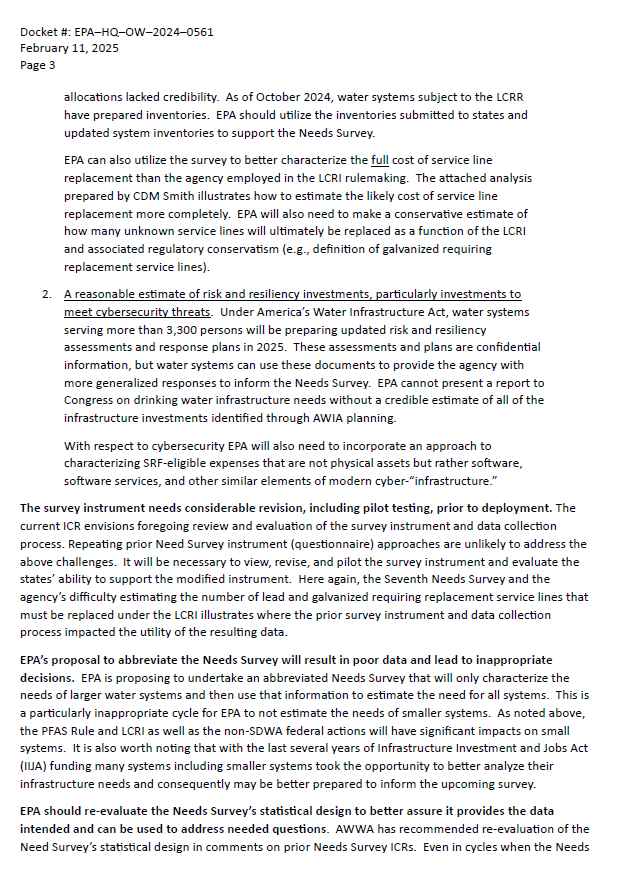 Docket #: EPA–HQ–OW–2024–0561
February 11, 2025
Page 3
allocations lacked credibility.  As of October 2024, water systems subject to the LCRR
have prepared inventories.  EPA should utilize the inventories submitted to states and
updated system inventories to support the Needs Survey.
EPA can also utilize the survey to better characterize the full cost of service line
replacement than the agency employed in the LCRI rulemaking.  The attached analysis
prepared by CDM Smith illustrates how to estimate the likely cost of service line
replacement more completely.  EPA will also need to make a conservative estimate of
how many unknown service lines will ultimately be replaced as a function of the LCRI
and associated regulatory conservatism (e.g., definition of galvanized requiring
replacement service lines).
2. A reasonable estimate of risk and resiliency investments, particularly investments to
meet cybersecurity threats.  Under America's Water Infrastructure Act, water systems
serving more than 3,300 persons will be preparing updated risk and resiliency
assessments and response plans in 2025.  These assessments and plans are confidential
information, but water systems can use these documents to provide the agency with
more generalized responses to inform the Needs Survey.  EPA cannot present a report to
Congress on drinking water infrastructure needs without a credible estimate of all of the
infrastructure investments identified through AWIA planning.
With respect to cybersecurity EPA will also need to incorporate an approach to
characterizing SRF-eligible expenses that are not physical assets but rather software,
software services, and other similar elements of modern cyber-“infrastructure.”
The survey instrument needs considerable revision, including pilot testing, prior to deployment. The
current ICR envisions foregoing review and evaluation of the survey instrument and data collection
process. Repeating prior Need Survey instrument (questionnaire) approaches are unlikely to address the
above challenges.  It will be necessary to view, revise, and pilot the survey instrument and evaluate the
states' ability to support the modified instrument.  Here again, the Seventh Needs Survey and the
agency's difficulty estimating the number of lead and galvanized requiring replacement service lines that
must be replaced under the LCRI illustrates where the prior survey instrument and data collection
process impacted the utility of the resulting data.
EPA's proposal to abbreviate the Needs Survey will result in poor data and lead to inappropriate
decisions.  EPA is proposing to undertake an abbreviated Needs Survey that will only characterize the
needs of larger water systems and then use that information to estimate the need for all systems.  This is
a particularly inappropriate cycle for EPA to not estimate the needs of smaller systems.  As noted above,
the PFAS Rule and LCRI as well as the non-SDWA federal actions will have significant impacts on small
systems.  It is also worth noting that with the last several years of Infrastructure Investment and Jobs Act
(IIJA) funding many systems including smaller systems took the opportunity to better analyze their
infrastructure needs and consequently may be better prepared to inform the upcoming survey.
EPA should re-evaluate the Needs Survey's statistical design to better assure it provides the data
intended and can be used to address needed questions.  AWWA has recommended re-evaluation of the
Need Survey's statistical design in comments on prior Needs Survey ICRs.  Even in cycles when the Needs